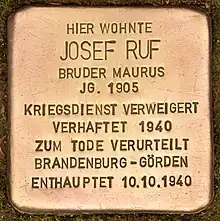 HIER WOHNTE
JOSEF RUF
BRUDER MAURUS
JG. 1905
KRIEGSDIENST VERWEIGERT
VERHAFTET 1940
ZUM TODE VERURTEILT
BRANDENBURG-GÖRDEN
ENTHAUPTET 10.10.1940